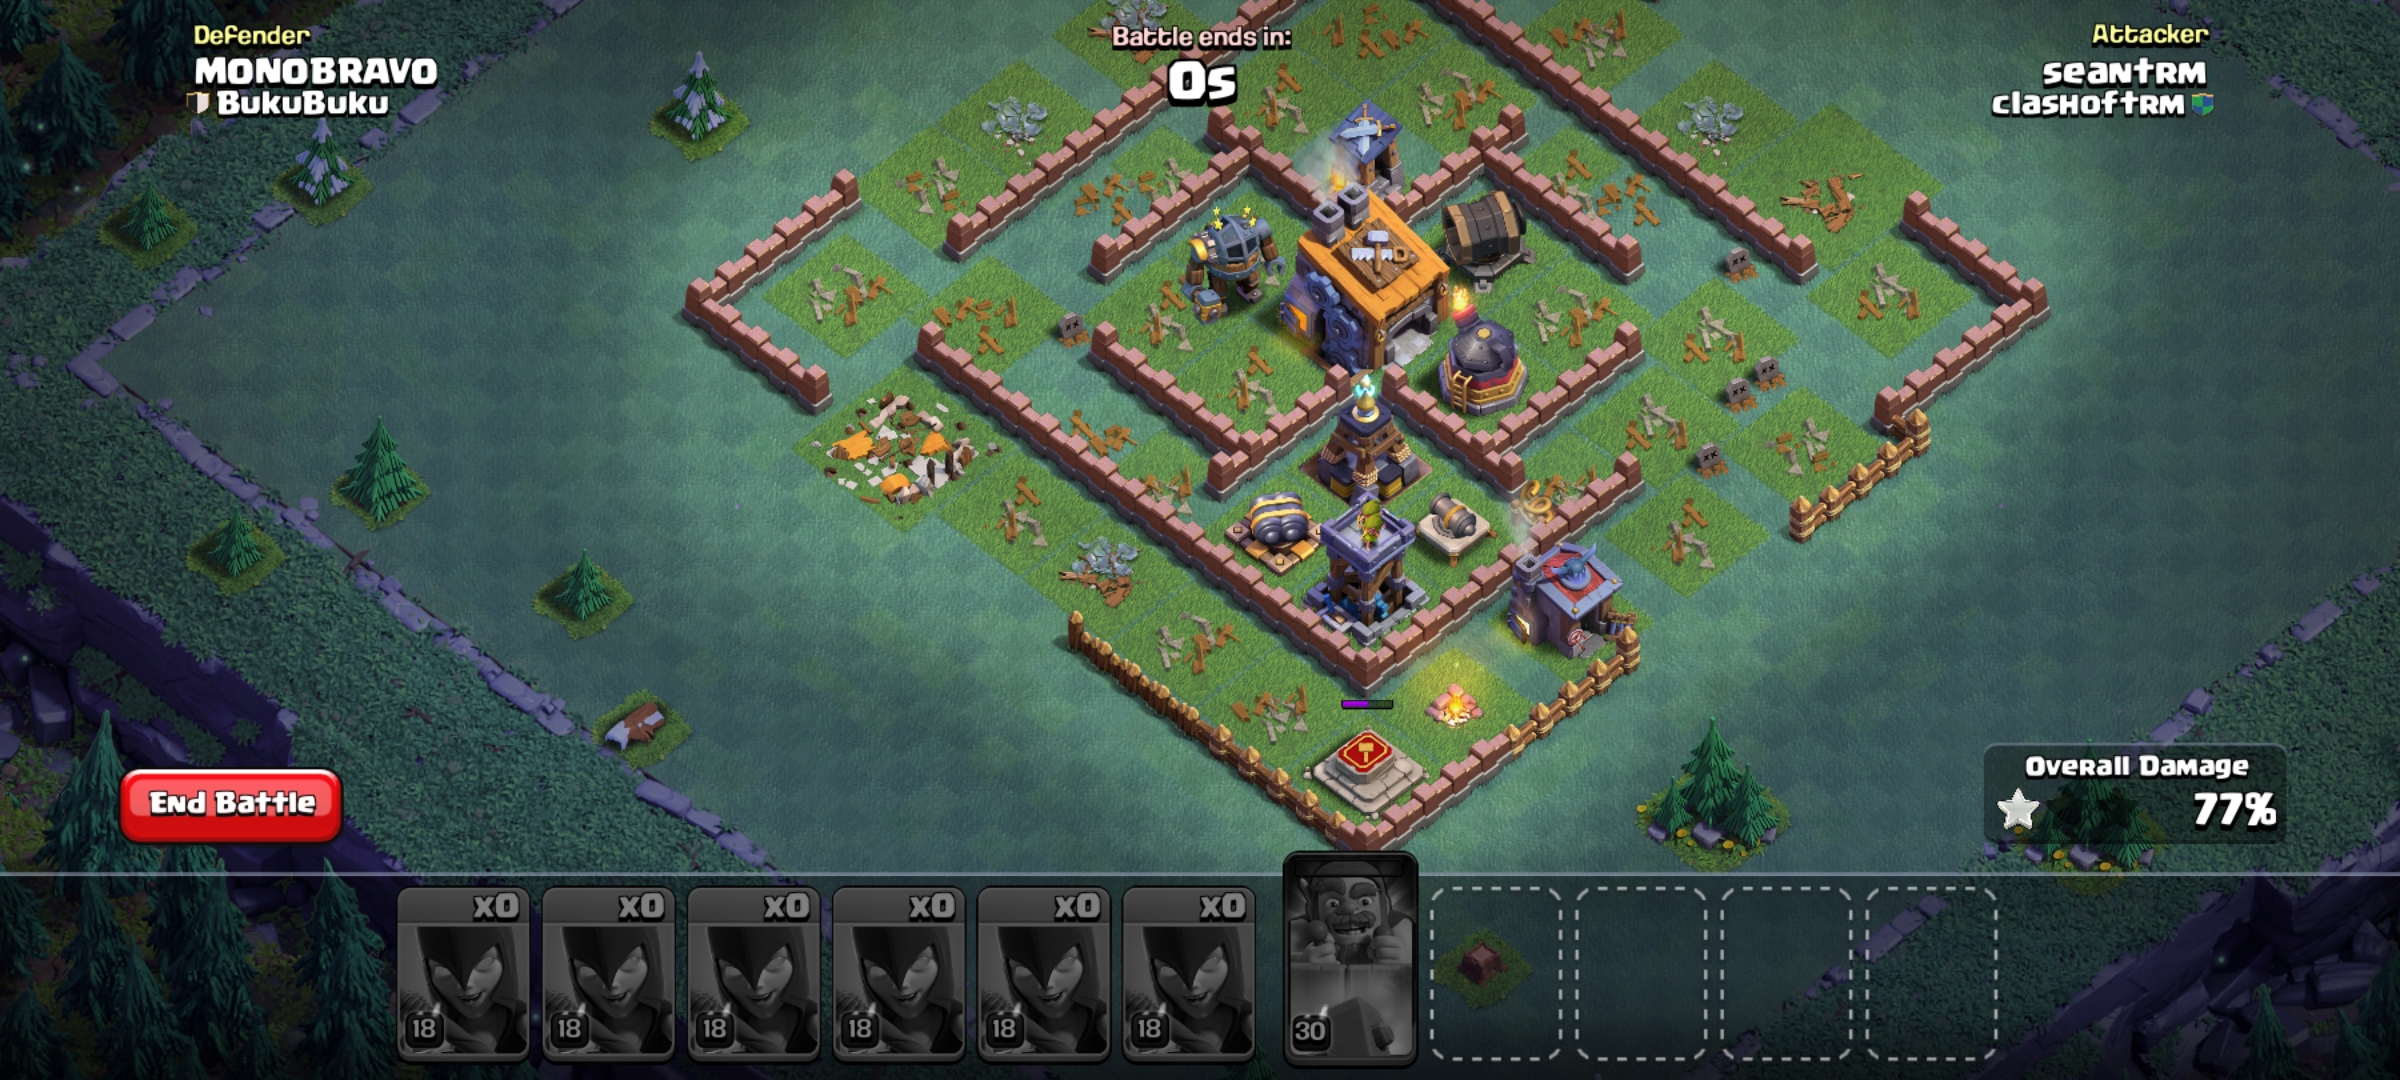 Defender
MONOBRAVO
BukuBuku
Battle ends in:
0s
Attacker
seantRM
clasHoftRM
End Battle
Overall Damage
77%
x0
x0
x0
x0
x0
x0
18
18
18
18
18
18
30